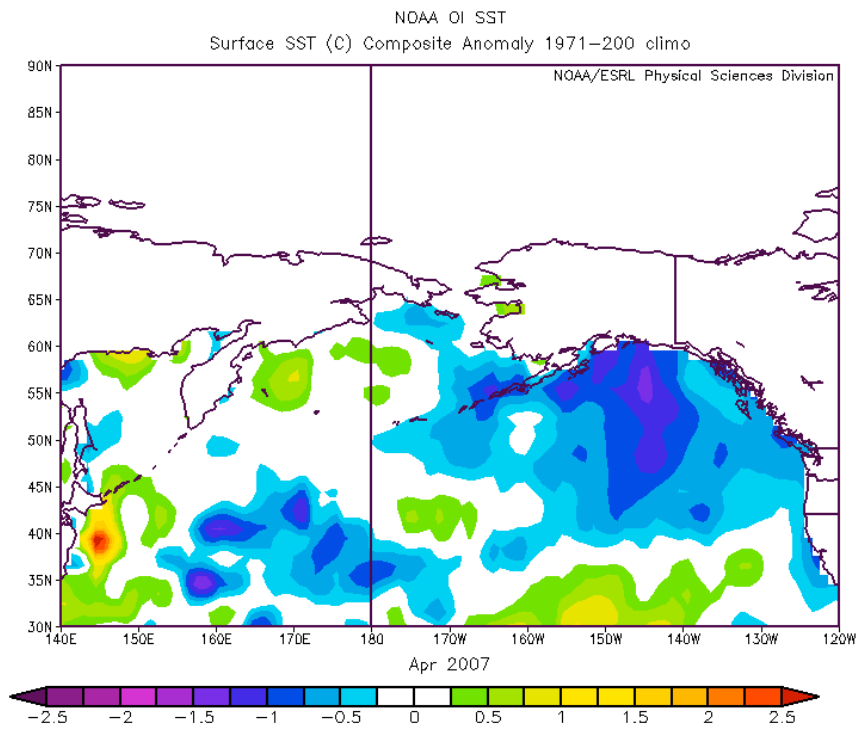 NOAA OI SST
Surface SST (C) Composite Anomaly 1971-200 climo
NOAA/ESRL Physical Sciences Division
90N
85N
80N
75N
70N
65N
60N
55N
50N
45N
40N
35N
30N
140E 150E 160E 170E 180 170W 160W 150W 140W 130W 120W
Apr 2007
-2.5 -2 -1.5 -1 -0.5 0 0.5 1 1.5 2 2.5